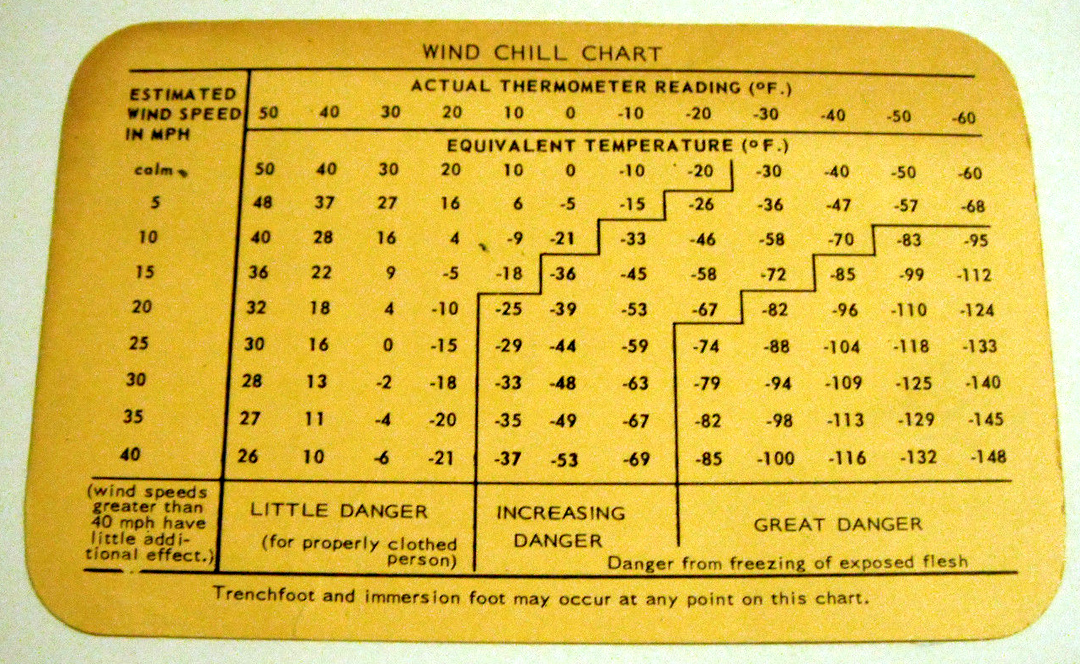 WIND CHILL CHART
ACTUAL THERMOMETER READING (°F.)
ESTIMATED
WIND SPEED 50 40 30 20 10 0 -10 -20 -30 -40 -50 -60
IN MPH
EQUIVALENT TEMPERATURE (°F.)
calm 50 40 30 20 10 0 -10 -20 -30 -40 -50 -60
5 48 37 27 16 6 -5 -15 -26 -36 -47 -57 -68
10 40 28 16 4 -9 -21 -33 -46 -58 -70 -83 -95
15 36 22 9 -5 -18 -36 -45 -58 -72 -85 -99 -112
20 32 18 4 -10 -25 -39 -53 -67 -82 -96 -110 -124
25 30 16 0 -15 -29 -44 -59 -74 -88 -104 -118 -133
30 28 13 -2 -18 -33 -48 -63 -79 -94 -109 -125 -140
35 27 11 -4 -20 -35 -49 -67 -82 -98 -113 -129 -145
40 26 10 -6 -21 -37 -53 -69 -85 -100 -116 -132 -148
(wind speeds
greater than
40 mph have
little addi-
tional effect.)
LITTLE DANGER
(for properly clothed
person)
INCREASING
DANGER
GREAT DANGER
Danger from freezing of exposed flesh
Trenchfoot and immersion foot may occur at any point on this chart.